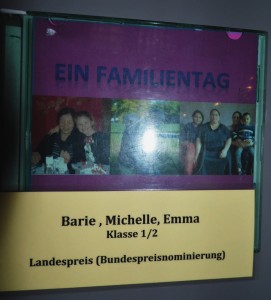 EIN FAMILIENTAG
Barie , Michelle, Emma
Klasse 1/2
Landespreis (Bundespreisnominierung)